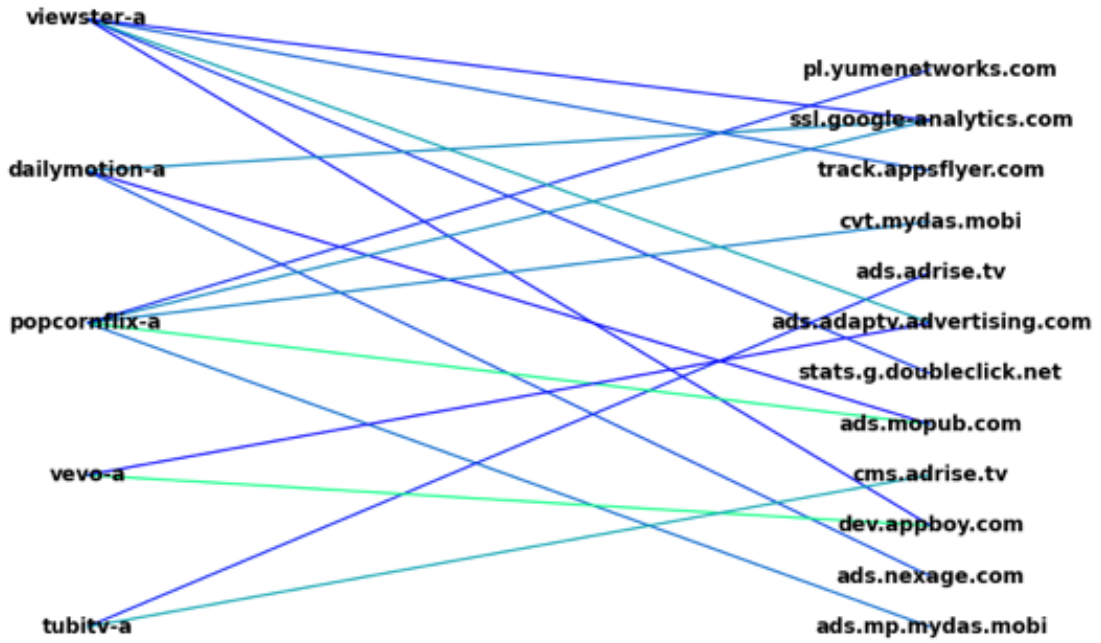 viewster-a
dailymotion-a
popcornflix-a
vevo-a
tubitv-a
pl.yumenetworks.com
ssl.google-analytics.com
track.appsflyer.com
cvt.mydas.mobi
ads.adrise.tv
ads.adaptv.advertising.com
stats.g.doubleclick.net
ads.mopub.com
cms.adrise.tv
dev.appboy.com
ads.nexage.com
ads.mp.mydas.mobi